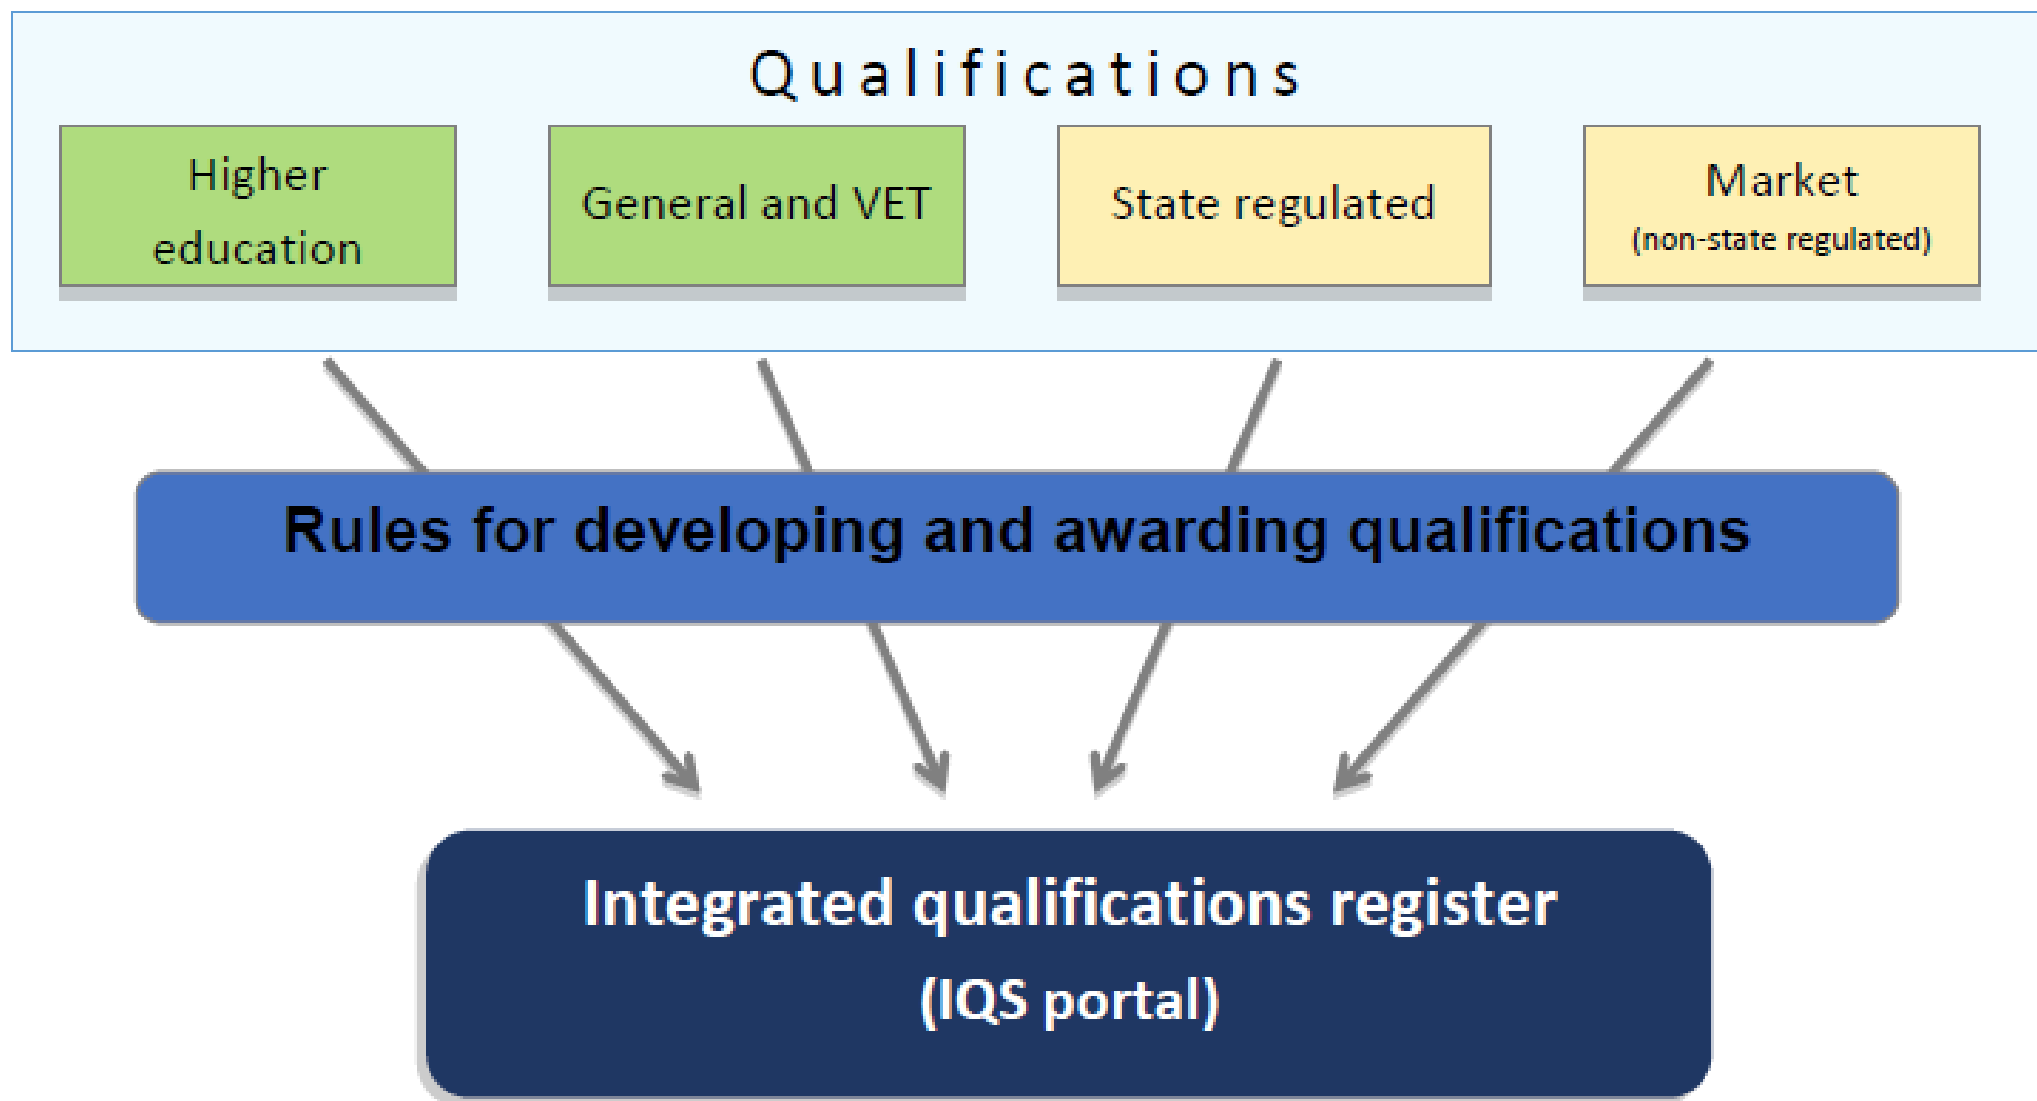 Qualifications
Higher
education
General and VET
State regulated
Market
(non-state regulated)
Rules for developing and awarding qualifications
Integrated qualifications register
(IQS portal)